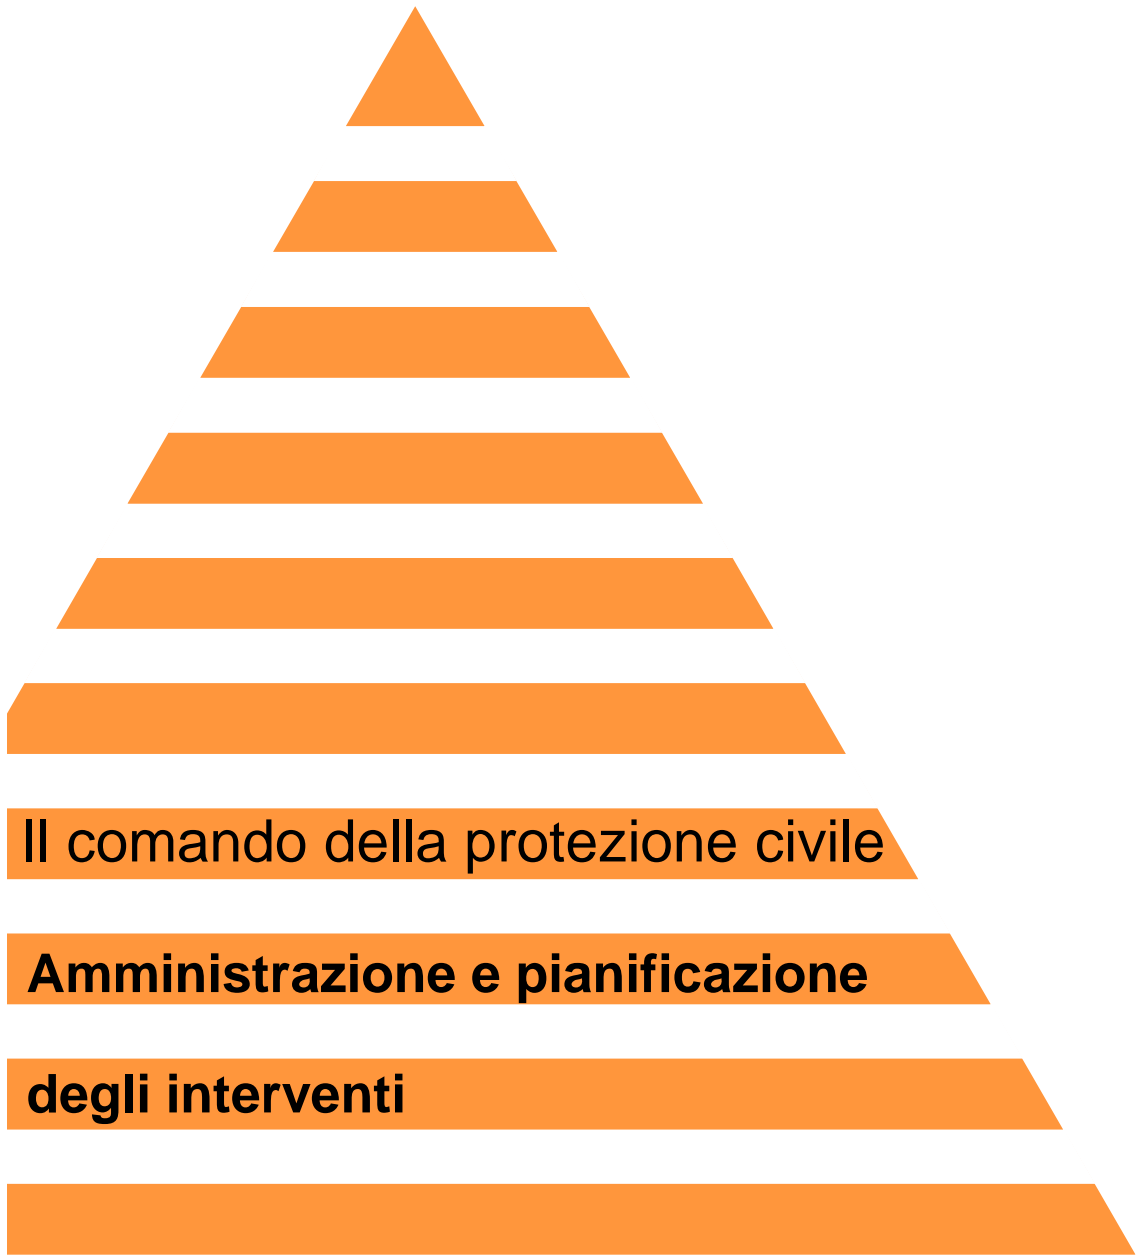 Il comando della protezione civile
Amministrazione e pianificazione
degli interventi